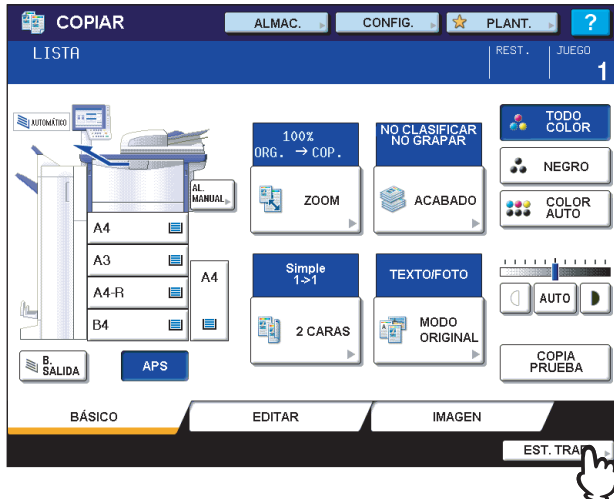 COPIAR
ALMAC.
CONFIG.
PLANT.
?
LISTA
REST.
JUEGO
1
AUTOMÁTICO
AL.
MANUAL
A4
A3
A4-R
B4
A4
B.
SALIDA
APS
100%
ORG. → COP.
ZOOM
NO CLASIFICAR
NO GRAPAR
ACABADO
Simple
1->1
2 CARAS
TEXTO/FOTO
MODO
ORIGINAL
TODO
COLOR
NEGRO
COLOR
AUTO
AUTO
COPIA
PRUEBA
BÁSICO
EDITAR
IMAGEN
EST. TRAB